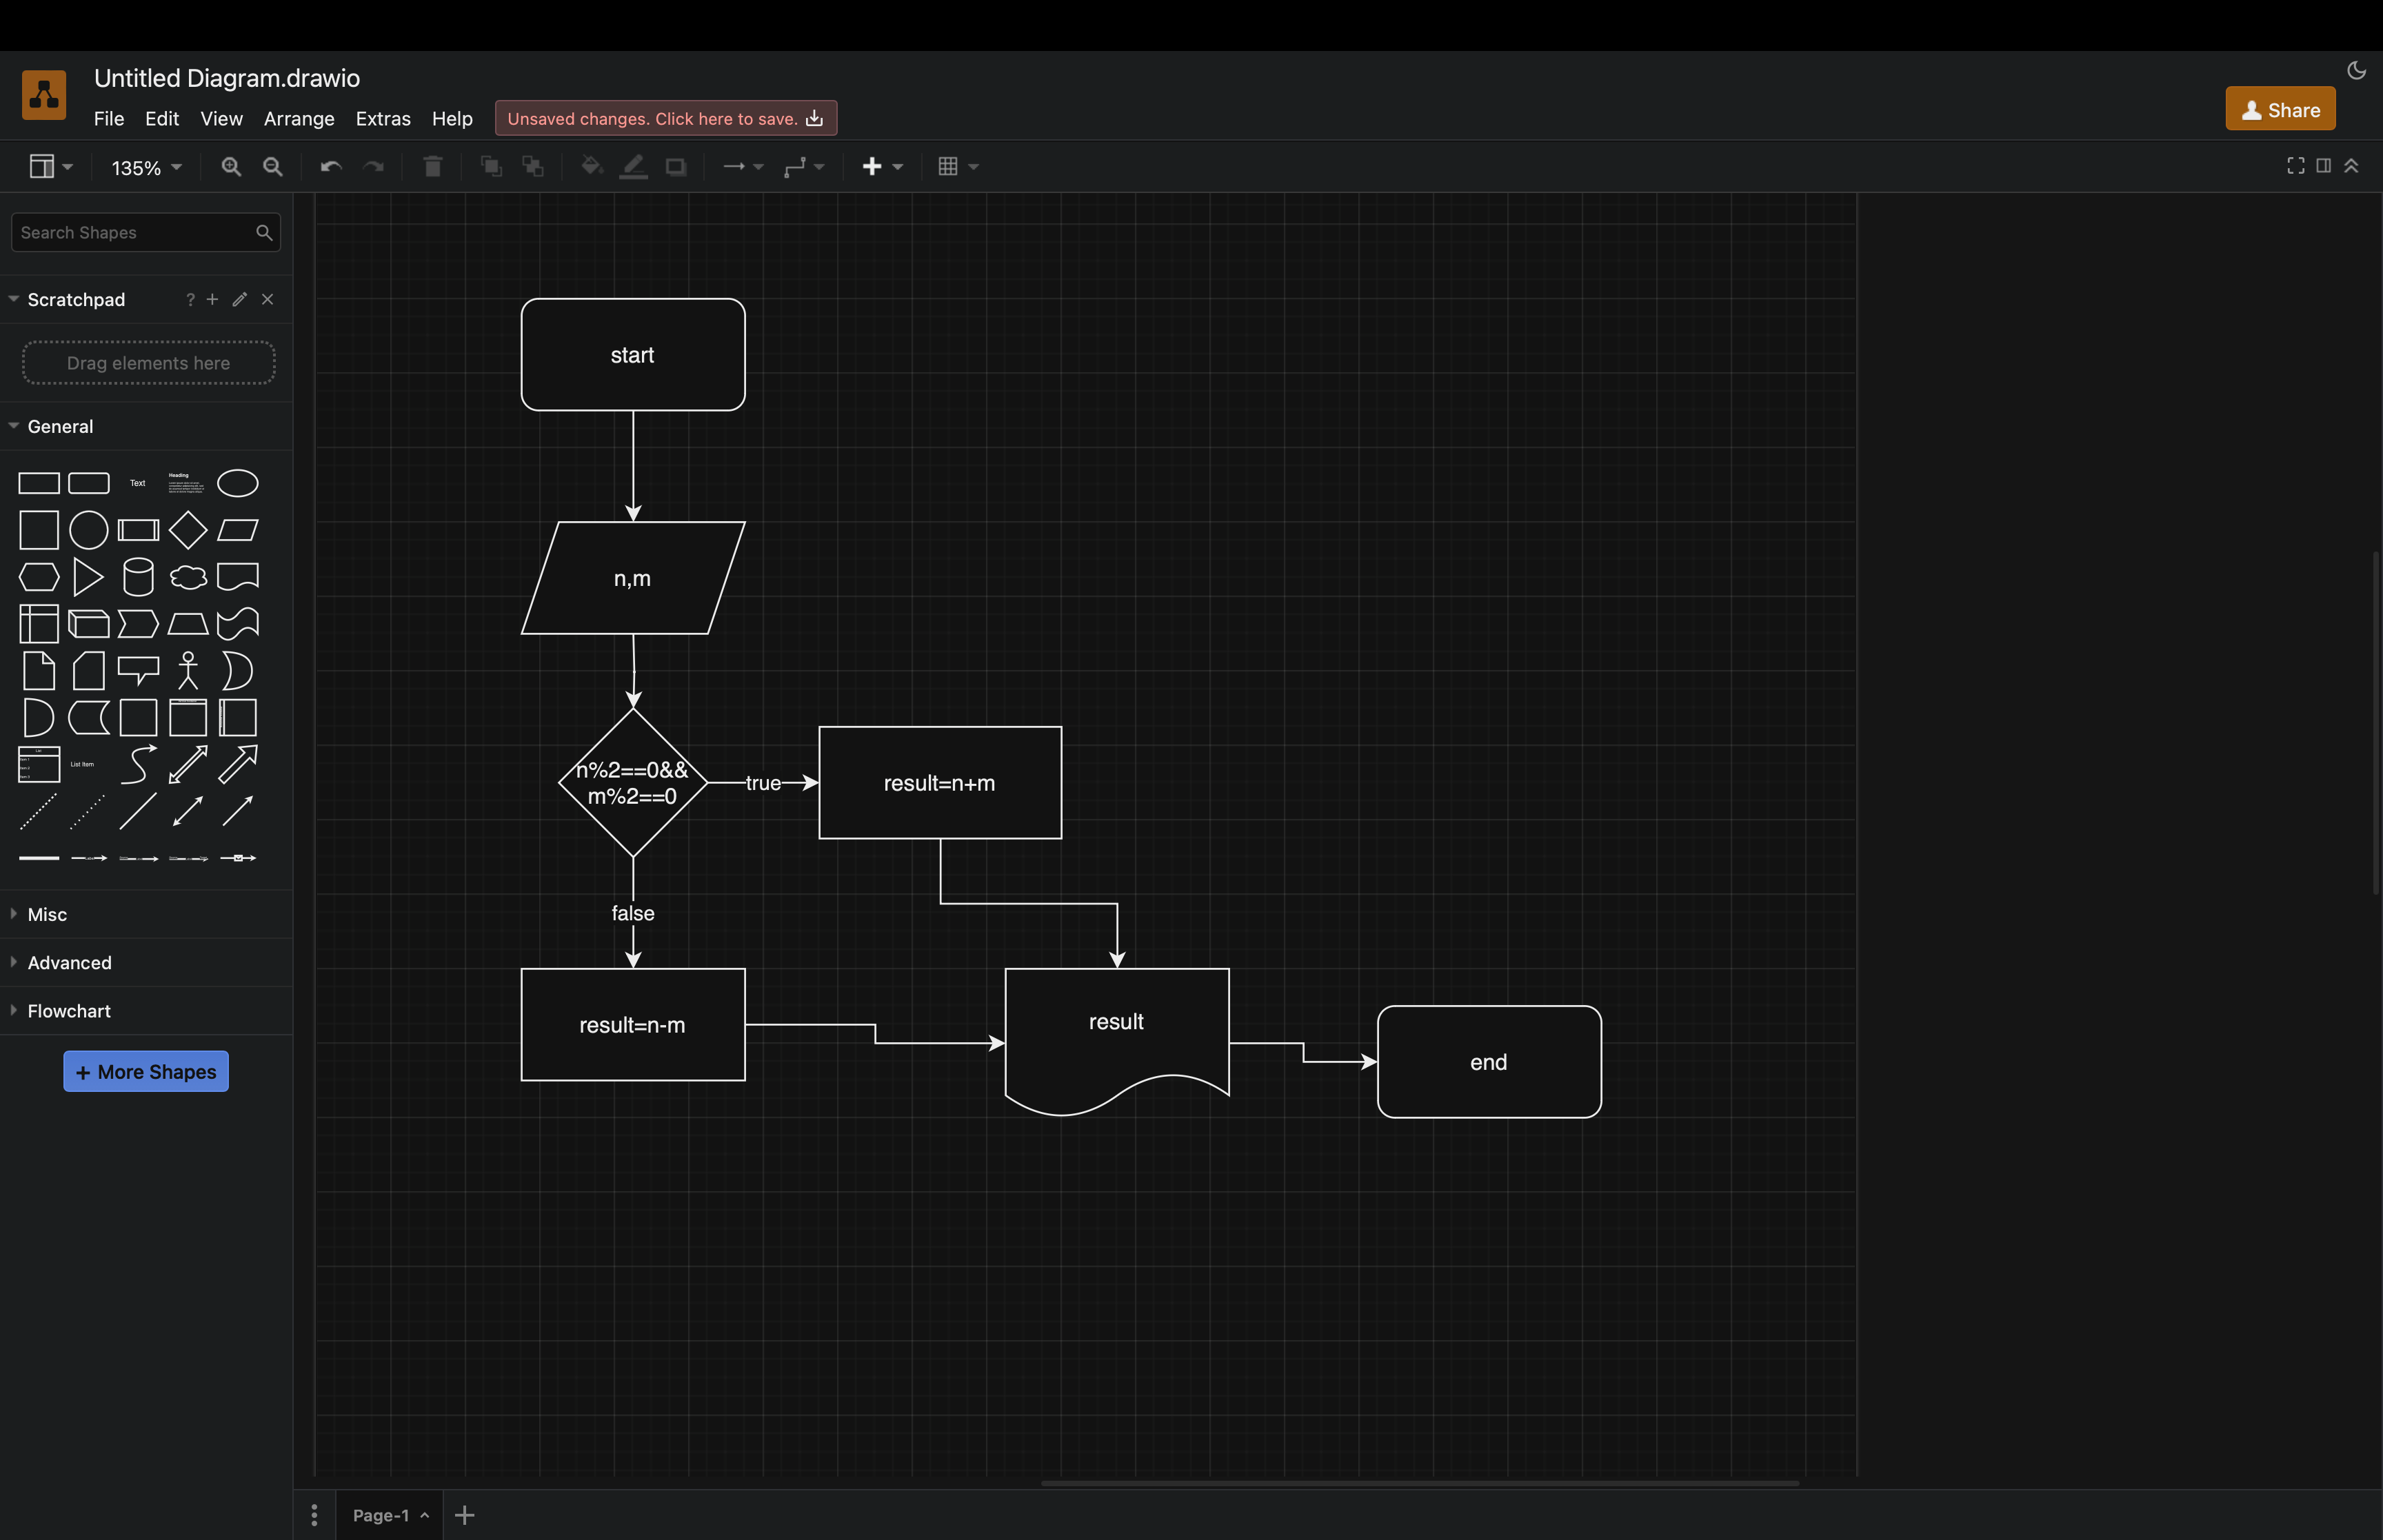 Untitled Diagram.drawio
File Edit View Arrange Extras Help Unsaved changes. Click here to save.
Share
135%
Search Shapes
Scratchpad ?
Drag elements here
General
Text
Heading
List Item
Misc
Advanced
Flowchart
+ More Shapes
start
n,m
n%2==0&&
m%2==0
true
result=n+m
false
result=n-m
result
end
Page-1